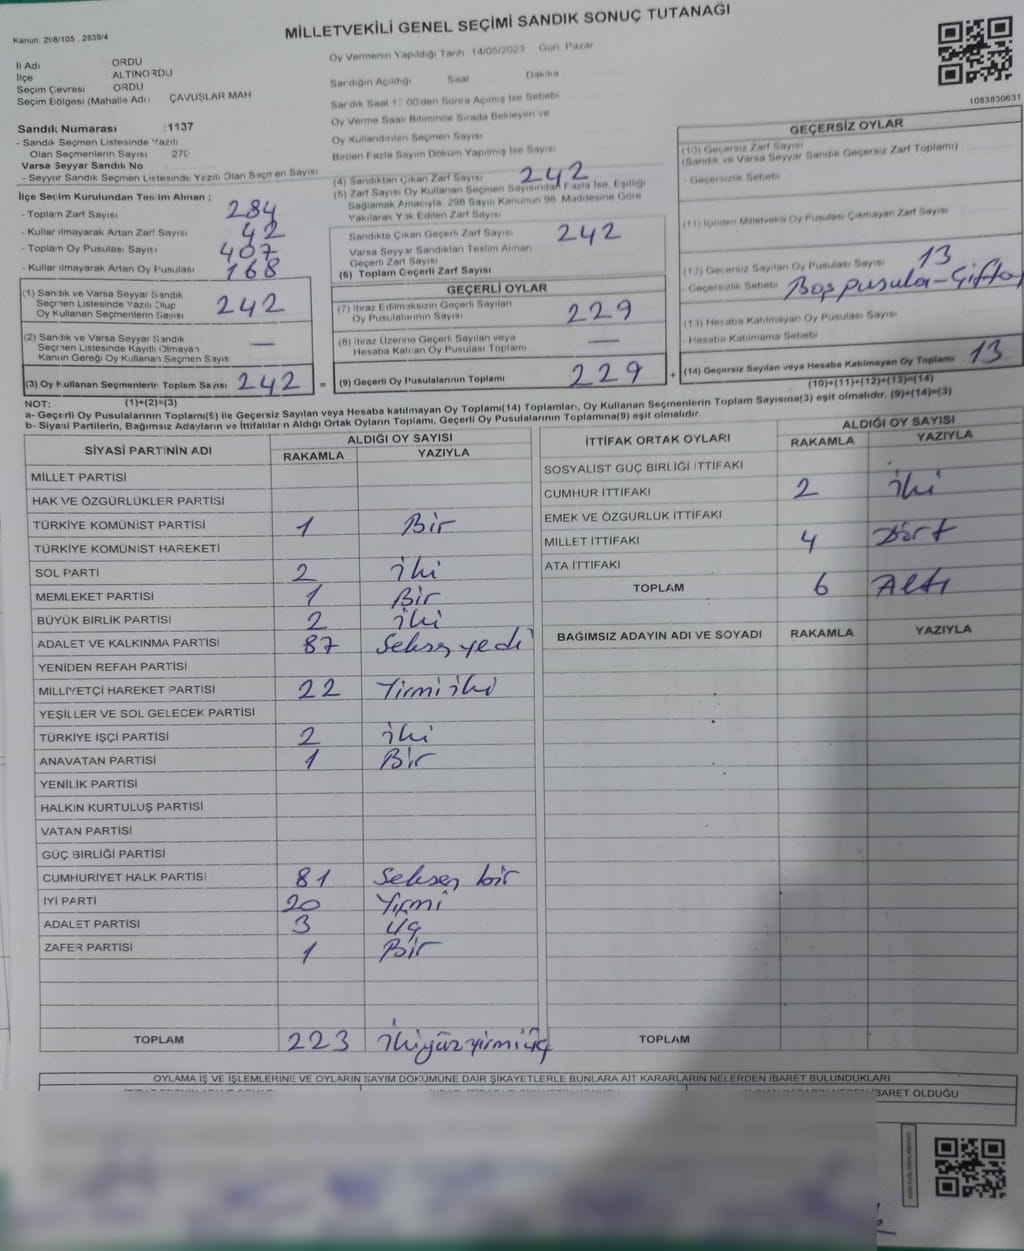 MİLLETVEKİLİ GENEL SEÇİMİ SANDIK SONUÇ TUTANAĞI
Kanun: 298/105 , 2839/4
İl Adı ORDU
İlçe ALTINORDU
Seçim Çevresi ORDU
Seçim Bölgesi (Mahalle Adı) ÇAVUŞLAR MAH
Sandık Numarası :1137
- Sandık Seçmen Listesinde Yazılı
Olan Seçmenlerin Sayısı 270
Varsa Seyyar Sandık No
- Seyyar Sandık Seçmen Listesinde Yazılı Olan Seçmen Sayısı
İlçe Seçim Kurulundan Teslim Alınan ;
- Toplam Zarf Sayısı 284
- Kullanılmayarak Artan Zarf Sayısı 42
- Toplam Oy Pusulası Sayısı 407
- Kullanılmayarak Artan Oy Pusulası 168
Oy Vermenin Yapıldığı Tarih 14/05/2023 Gün Pazar
Sandığın Açıldığı Saat Dakika
Sandık Saat 17:00'den Sonra Açılmış İse Sebebi
Oy Verme Saati Bitiminde Sırada Bekleyen ve
Oy Kullandırılan Seçmen Sayısı
Birden Fazla Sayım Döküm Yapılmış İse Sayısı
(4) Sandıktan Çıkan Zarf Sayısı 242
(5) Zarf Sayısı Oy Kullanan Seçmen Sayısından Fazla İse, Eşitliği
Sağlamak Amacıyla, 298 Sayılı Kanunun 98. Maddesine Göre
Yakılarak Yok Edilen Zarf Sayısı
Sandıkta Çıkan Geçerli Zarf Sayısı 242
Varsa Seyyar Sandıktan Teslim Alınan
Geçerli Zarf Sayısı
(6) Toplam Geçerli Zarf Sayısı
1063630631
GEÇERSİZ OYLAR
(10) Geçersiz Zarf Sayısı
(Sandık ve Varsa Seyyar Sandık Geçersiz Zarf Toplamı)
- Geçersizlik Sebebi
(11) İçinden Milletvekili Oy Pusulası Çıkmayan Zarf Sayısı
(12) Geçersiz Sayılan Oy Pusulası Sayısı 13
- Geçersizlik Sebebi Boş pusula-Çift oy
(13) Hesaba Katılmayan Oy Pusulası Sayısı
- Hesaba Katılmama Sebebi
(14) Geçersiz Sayılan veya Hesaba Katılmayan Oy Toplamı 13
(10)+(11)+(12)+(13)=(14)
(1) Sandık ve Varsa Seyyar Sandık
Seçmen Listesinde Yazılı Olup
Oy Kullanan Seçmenlerin Sayısı 242
(2) Sandık ve Varsa Seyyar Sandık
Seçmen Listesinde Kayıtlı Olmayan
Kanun Gereği Oy Kullanan Seçmen Sayısı —
(3) Oy Kullanan Seçmenlerin Toplam Sayısı 242 =
(1)+(2)=(3)
GEÇERLİ OYLAR
(7) İtiraz Edilmeksizin Geçerli Sayılan
Oy Pusulalarının Sayısı 229
(8) İtiraz Üzerine Geçerli Sayılan veya
Hesaba Katılan Oy Pusulası Toplamı —
(9) Geçerli Oy Pusulalarının Toplamı 229 +
NOT:
a- Geçerli Oy Pusulalarının Toplamı(9) ile Geçersiz Sayılan veya Hesaba katılmayan Oy Toplamı(14) Toplamları, Oy Kullanan Seçmenlerin Toplam Sayısına(3) eşit olmalıdır. (9)+(14)=(3)
b- Siyasi Partilerin, Bağımsız Adayların ve İttifakların Aldığı Ortak Oyların Toplamı, Geçerli Oy Pusulalarının Toplamına(9) eşit olmalıdır.
SİYASİ PARTİNİN ADI ALDIĞI OY SAYISI
RAKAMLA YAZIYLA
MİLLET PARTİSİ
HAK VE ÖZGÜRLÜKLER PARTİSİ
TÜRKİYE KOMÜNİST PARTİSİ 1 Bir
TÜRKİYE KOMÜNİST HAREKETİ
SOL PARTİ 2 iki
MEMLEKET PARTİSİ 1 Bir
BÜYÜK BİRLİK PARTİSİ 2 iki
ADALET VE KALKINMA PARTİSİ 87 Seksen yedi
YENİDEN REFAH PARTİSİ
MİLLİYETÇİ HAREKET PARTİSİ 22 Yirmi iki
YEŞİLLER VE SOL GELECEK PARTİSİ
TÜRKİYE İŞÇİ PARTİSİ 2 iki
ANAVATAN PARTİSİ 1 Bir
YENİLİK PARTİSİ
HALKIN KURTULUŞ PARTİSİ
VATAN PARTİSİ
GÜÇ BİRLİĞİ PARTİSİ
CUMHURİYET HALK PARTİSİ 81 Seksen bir
İYİ PARTİ 20 Yirmi
ADALET PARTİSİ 3 üç
ZAFER PARTİSİ 1 Bir
TOPLAM 223 ikiyüzyirmiüç
İTTİFAK ORTAK OYLARI ALDIĞI OY SAYISI
RAKAMLA YAZIYLA
SOSYALİST GÜÇ BİRLİĞİ İTTİFAKI
CUMHUR İTTİFAKI 2 iki
EMEK VE ÖZGÜRLÜK İTTİFAKI
MİLLET İTTİFAKI 4 Dört
ATA İTTİFAKI
TOPLAM 6 Altı
BAĞIMSIZ ADAYIN ADI VE SOYADI RAKAMLA YAZIYLA
TOPLAM
OYLAMA İŞ VE İŞLEMLERİNE VE OYLARIN SAYIM DÖKÜMÜNE DAİR ŞİKAYETLERLE BUNLARA AİT KARARLARIN NELERDEN İBARET BULUNDUKLARI
İBARET OLDUĞU